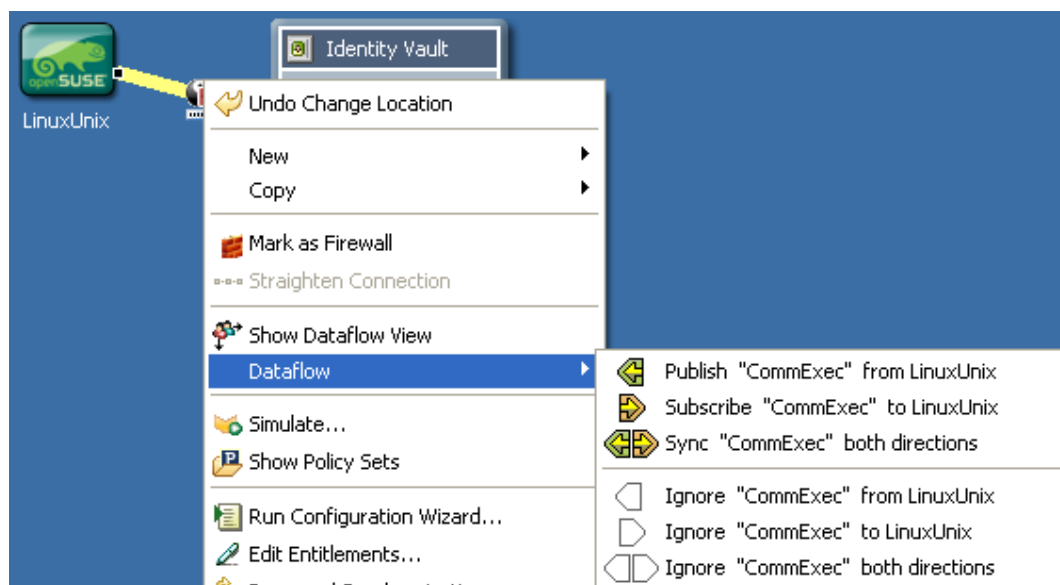 Identity Vault
openSUSE
LinuxUnix
Undo Change Location
New
Copy
Mark as Firewall
Straighten Connection
Show Dataflow View
Dataflow
Publish "CommExec" from LinuxUnix
Subscribe "CommExec" to LinuxUnix
Sync "CommExec" both directions
Ignore "CommExec" from LinuxUnix
Ignore "CommExec" to LinuxUnix
Ignore "CommExec" both directions
Simulate...
Show Policy Sets
Run Configuration Wizard...
Edit Entitlements...